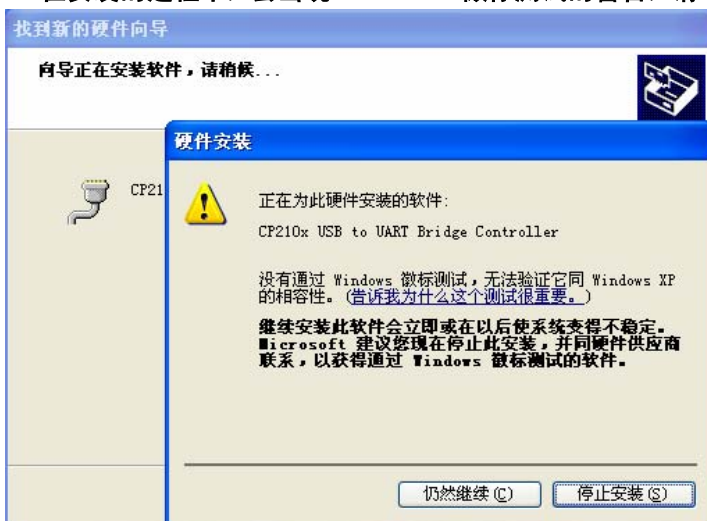 找到新的硬件向导
向导正在安装软件，请稍候...
硬件安装
CP21
正在为此硬件安装的软件:
CP210x USB to UART Bridge Controller
没有通过 Windows 徽标测试，无法验证它同 Windows XP
的相容性。(告诉我为什么这个测试很重要。)
继续安装此软件会立即或在以后使系统变得不稳定。
Microsoft 建议您现在停止此安装，并同硬件供应商
联系，以获得通过 Windows 徽标测试的软件。
仍然继续(C)
停止安装(S)